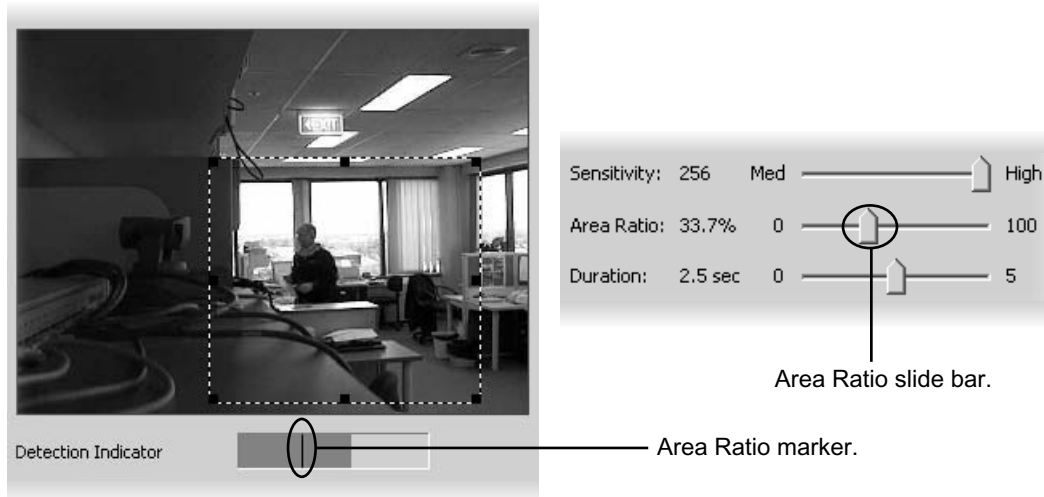 EXIT
Sensitivity: 256 Med High
Area Ratio: 33.7% 0 100
Duration: 2.5 sec 0 5
Area Ratio slide bar.
Detection Indicator
Area Ratio marker.